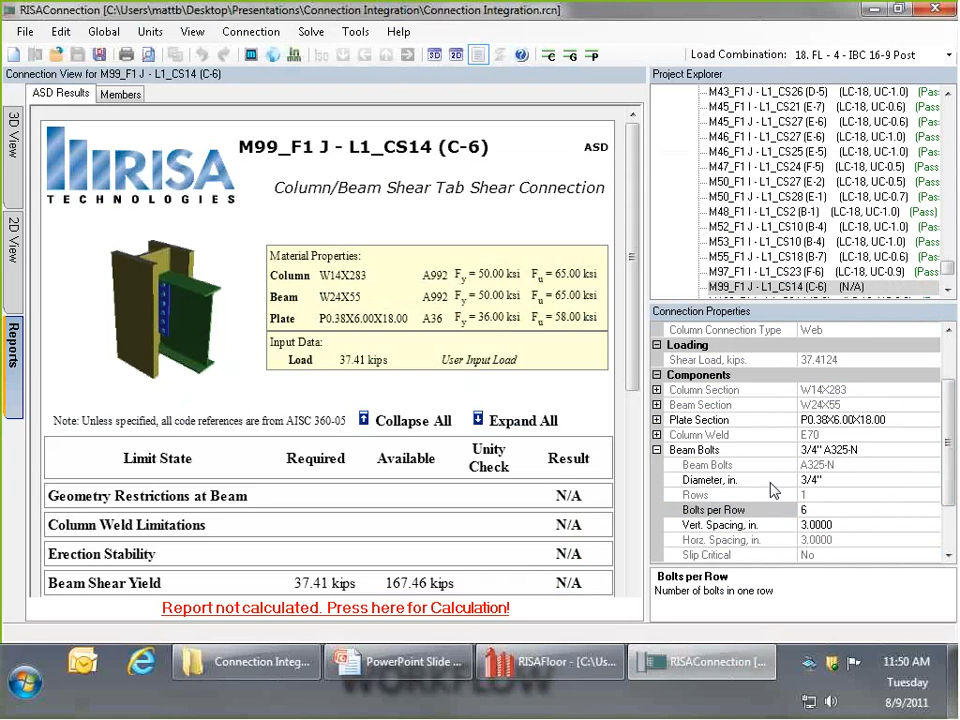 RISAConnection [C:\Users\mattb\Desktop\Presentations\Connection Integration\Connection Integration.rcn]
File Edit Global Units View Connection Solve Tools Help
Iso 3D 2D C G P Load Combination: 18. FL - 4 - IBC 16-9 Post
Connection View for M99_F1 J - L1_CS14 (C-6)
ASD Results Members
3D View
2D View
Reports
RISA
TECHNOLOGIES
M99_F1 J - L1_CS14 (C-6) ASD
Column/Beam Shear Tab Shear Connection
Material Properties:
Column W14X283 A992 Fy = 50.00 ksi Fu = 65.00 ksi
Beam W24X55 A992 Fy = 50.00 ksi Fu = 65.00 ksi
Plate P0.38X6.00X18.00 A36 Fy = 36.00 ksi Fu = 58.00 ksi
Input Data:
Load 37.41 kips User Input Load
Note: Unless specified, all code references are from AISC 360-05 Collapse All Expand All
Limit State Required Available Unity Check Result
Geometry Restrictions at Beam N/A
Column Weld Limitations N/A
Erection Stability N/A
Beam Shear Yield 37.41 kips 167.46 kips N/A
Report not calculated. Press here for Calculation!
Project Explorer
M43_F1 J - L1_CS26 (D-5) (LC-18, UC-1.0) (Pas:
M45_F1 I - L1_CS21 (E-7) (LC-18, UC-0.6) (Pas:
M45_F1 J - L1_CS27 (E-6) (LC-18, UC-0.6) (Pas:
M46_F1 I - L1_CS27 (E-6) (LC-18, UC-1.0) (Pas:
M46_F1 J - L1_CS25 (E-5) (LC-18, UC-1.0) (Pas:
M47_F1 I - L1_CS24 (F-5) (LC-18, UC-0.5) (Pas:
M50_F1 I - L1_CS27 (E-2) (LC-18, UC-0.5) (Pas:
M50_F1 J - L1_CS28 (E-1) (LC-18, UC-0.7) (Pas:
M48_F1 I - L1_CS2 (B-1) (LC-18, UC-1.0) (Pass)
M52_F1 J - L1_CS10 (B-4) (LC-18, UC-1.0) (Pas:
M53_F1 I - L1_CS10 (B-4) (LC-18, UC-1.0) (Pas:
M55_F1 J - L1_CS18 (B-7) (LC-18, UC-0.6) (Pas:
M97_F1 J - L1_CS23 (F-6) (LC-18, UC-1.0) (Pas:
M99_F1 J - L1_CS14 (C-6) (N/A)
Connection Properties
Column Connection Type Web
Loading
Shear Load, kips. 37.4124
Components
Column Section W14X283
Beam Section W24X55
Plate Section P0.38X6.00X18.00
Column Weld E70
Beam Bolts 3/4" A325-N
Beam Bolts A325-N
Diameter, in. 3/4"
Rows 1
Bolts per Row 6
Vert. Spacing, in. 3.0000
Horz. Spacing, in. 3.0000
Slip Critical No
Bolts per Row
Number of bolts in one row
Connection Integ... PowerPoint Slide ... RISAFloor - [C:\Us... RISAConnection [...
WORKFLOW
11:50 AM
Tuesday
8/9/2011